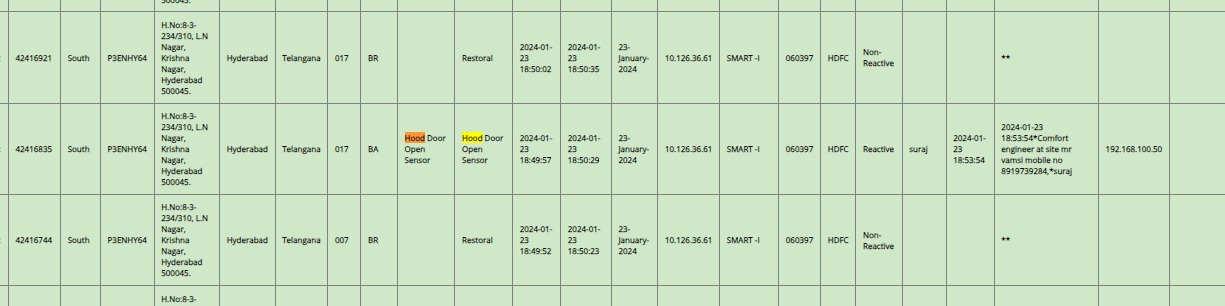 500045.
42416921 South P3ENHY64 H.No:8-3-234/310, L.N Nagar, Krishna Nagar, Hyderabad 500045. Hyderabad Telangana 017 BR Restoral 2024-01-23 18:50:02 2024-01-23 18:50:35 23-January-2024 10.126.36.61 SMART -I 060397 HDFC Non-Reactive **
42416835 South P3ENHY64 H.No:8-3-234/310, L.N Nagar, Krishna Nagar, Hyderabad 500045. Hyderabad Telangana 017 BA Hood Door Open Sensor Hood Door Open Sensor 2024-01-23 18:49:57 2024-01-23 18:50:29 23-January-2024 10.126.36.61 SMART -I 060397 HDFC Reactive suraj 2024-01-23 18:53:54 2024-01-23 18:53:54*Comfort engineer at site mr vamsi mobile no 8919739284,*suraj 192.168.100.50
42416744 South P3ENHY64 H.No:8-3-234/310, L.N Nagar, Krishna Nagar, Hyderabad 500045. Hyderabad Telangana 007 BR Restoral 2024-01-23 18:49:52 2024-01-23 18:50:23 23-January-2024 10.126.36.61 SMART -I 060397 HDFC Non-Reactive **
H.No:8-3-